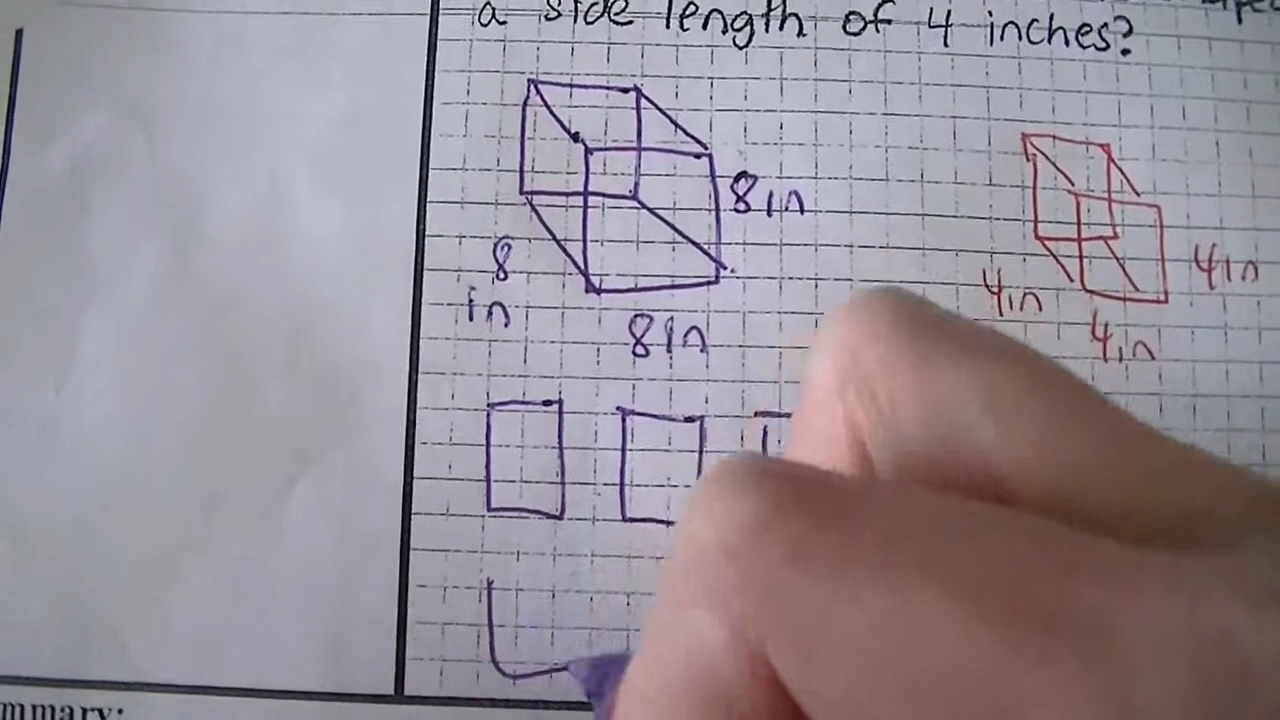 a side length of 4 inches?
8in
8
in
8in
4in
4in
4in
mmary: